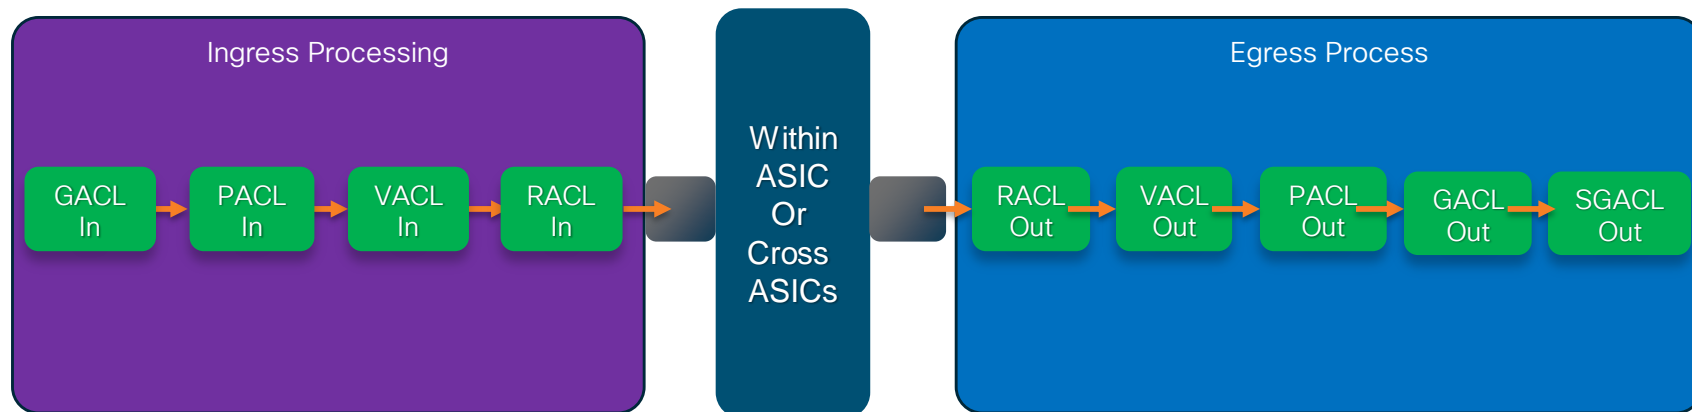 Ingress Processing
GACL
In
PACL
In
VACL
In
RACL
In
Within
ASIC
Or
Cross
ASICs
Egress Process
RACL
Out
VACL
Out
PACL
Out
GACL
Out
SGACL
Out